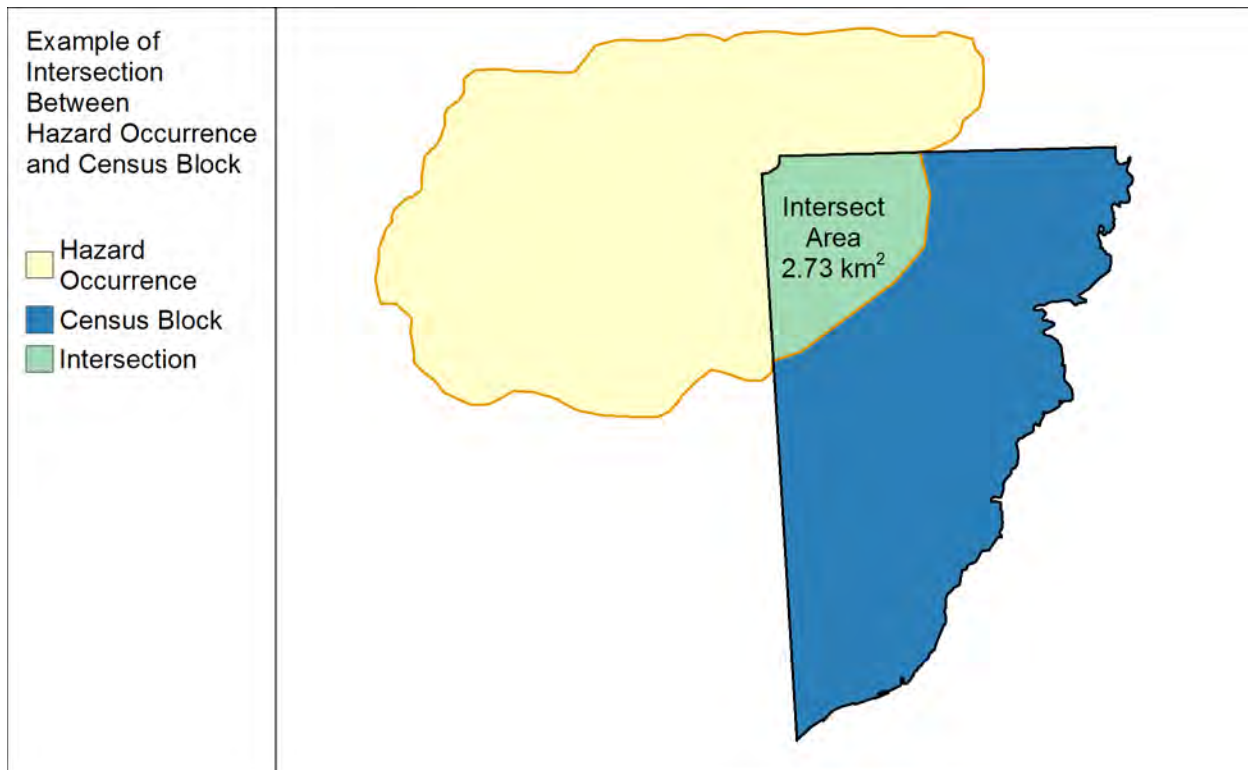 Example of
Intersection
Between
Hazard Occurrence
and Census Block
Hazard
Occurrence
Census Block
Intersection
Intersect
Area
2.73 km²